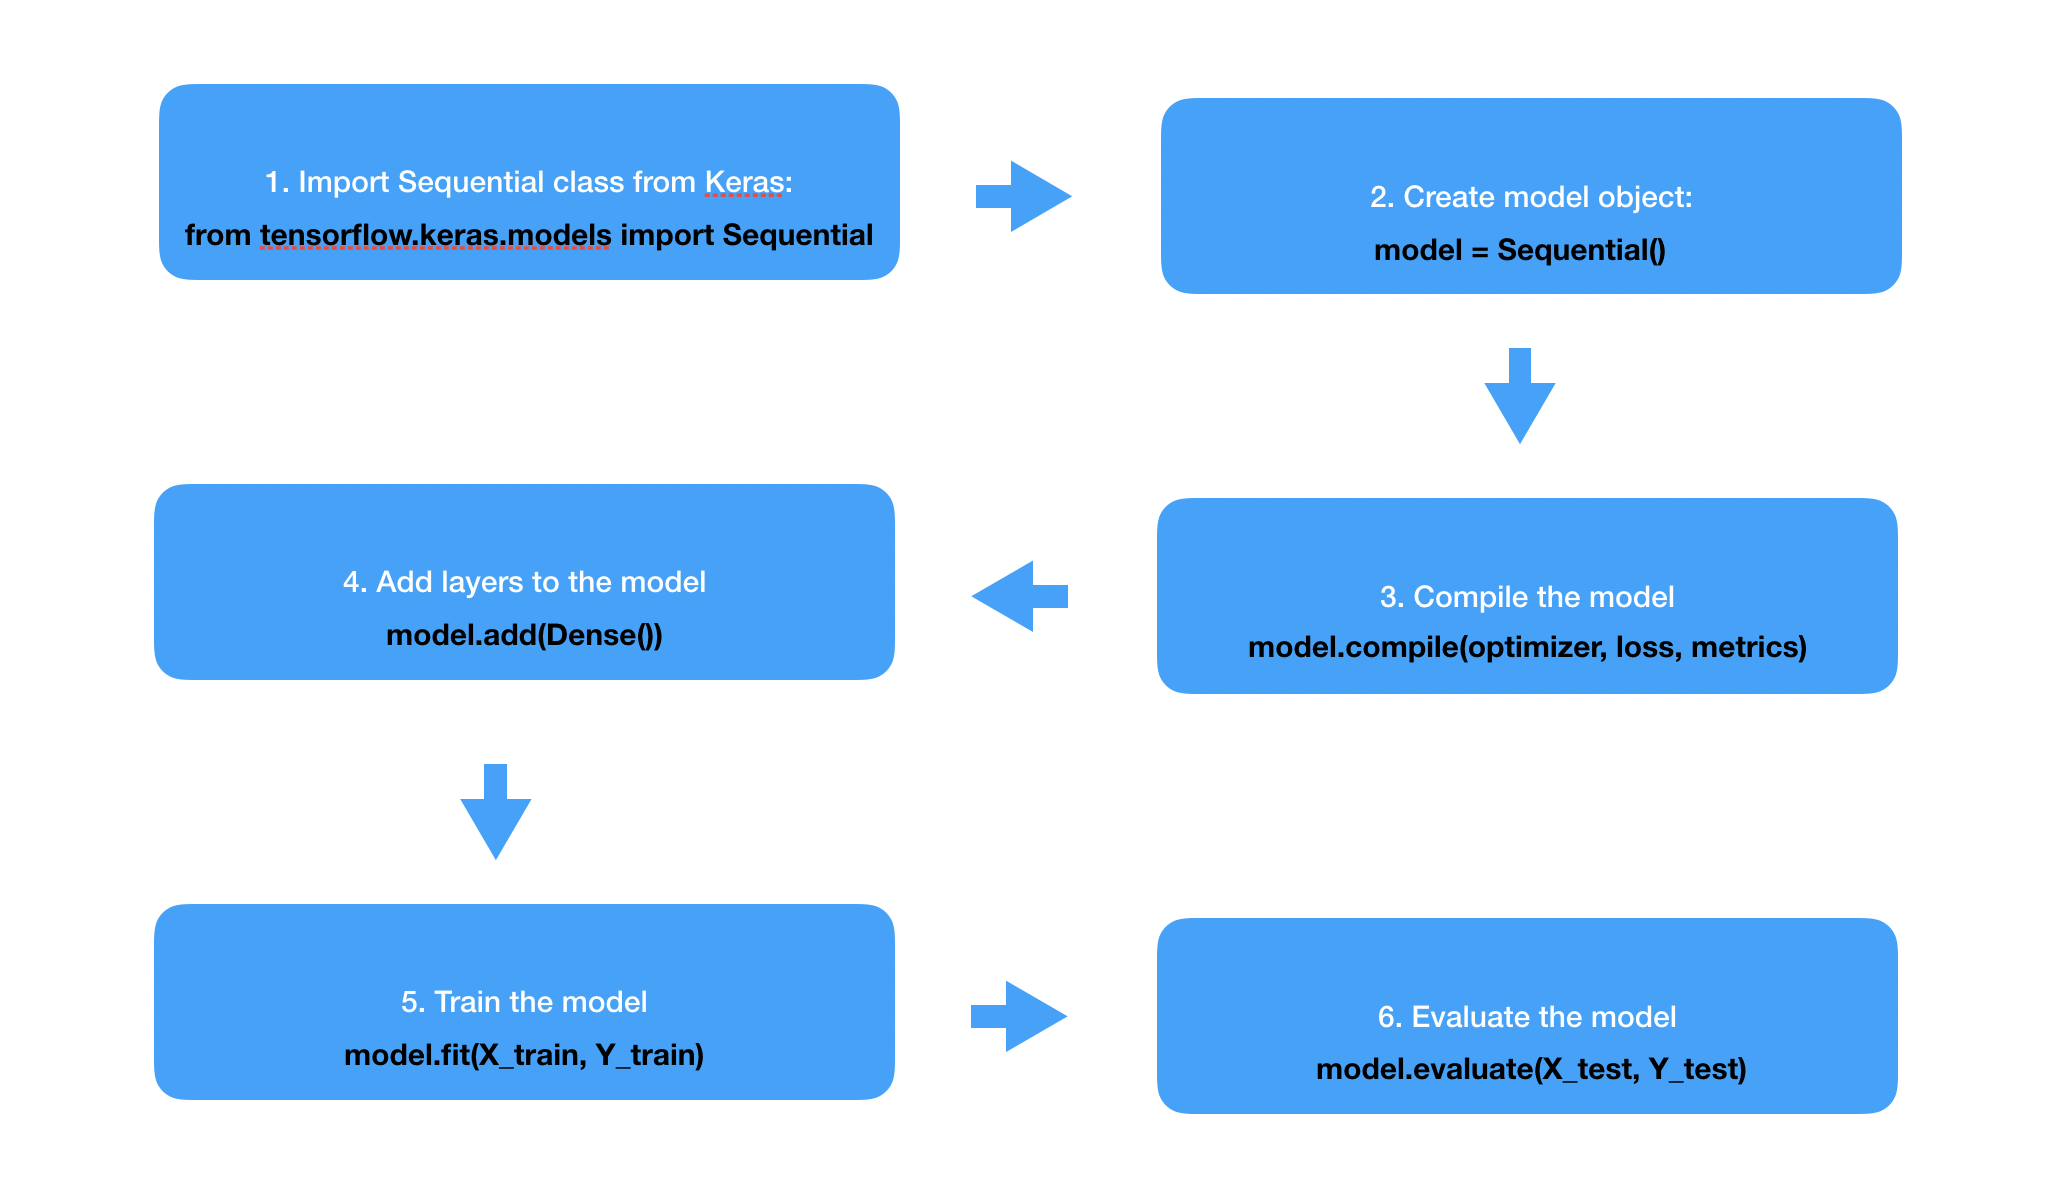 1. Import Sequential class from Keras:
from tensorflow.keras.models import Sequential
2. Create model object:
model = Sequential()
3. Compile the model
model.compile(optimizer, loss, metrics)
4. Add layers to the model
model.add(Dense())
5. Train the model
model.fit(X_train, Y_train)
6. Evaluate the model
model.evaluate(X_test, Y_test)